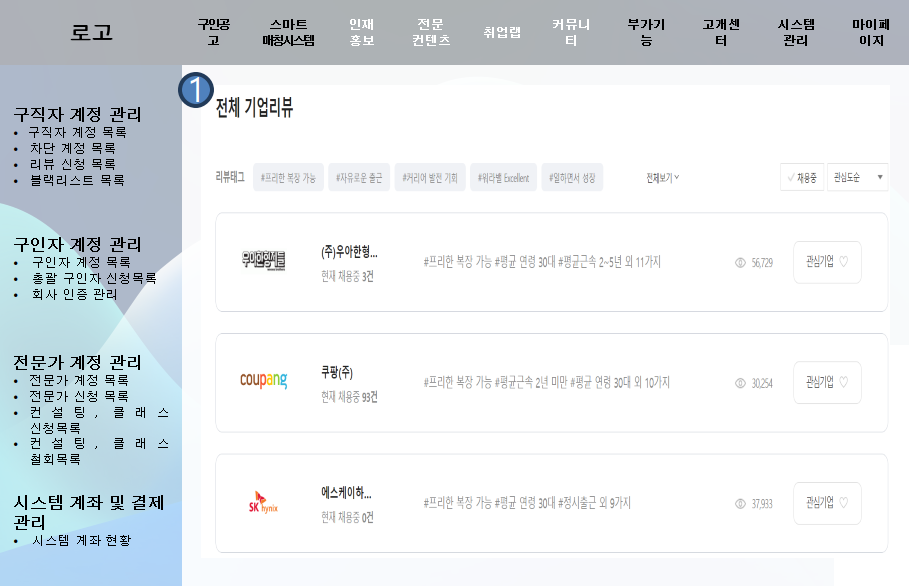 로고
구인공
고
스마트
매칭시스템
인재
홍보
전문
컨텐츠
취업랩
커뮤니
티
부가기
능
고개센
터
시스템
관리
마이페
이지
구직자 계정 관리
• 구직자 계정 목록
• 차단 계정 목록
• 리뷰 신청 목록
• 블랙리스트 목록
구인자 계정 관리
• 구인자 계정 목록
• 총괄 구인자 신청목록
• 회사 인증 관리
전문가 계정 관리
• 전문가 계정 목록
• 전문가 신청 목록
• 컨설팅, 클래스
신청목록
• 컨설팅, 클래스
철회목록
시스템 계좌 및 결제
관리
• 시스템 계좌 현황
1
전체 기업리뷰
리뷰태그 #프리한 복장 가능 #자유로운 출근 #커리어 발전 기회 #워라밸 Excellent #일하면서 성장 전체보기 채용중 관심도순
우아한형제들
(주)우아한형...
현재 채용중 3건
#프리한 복장 가능 #평균 연령 30대 #평균근속 2~5년 외 11가지
56,729
관심기업 ♡
coupang
쿠팡(주)
현재 채용중 93건
#프리한 복장 가능 #평균근속 2년 미만 #평균 연령 30대 외 10가지
30,254
관심기업 ♡
SK hynix
에스케이하...
현재 채용중 0건
#프리한 복장 가능 #평균 연령 30대 #정시출근 외 9가지
37,933
관심기업 ♡